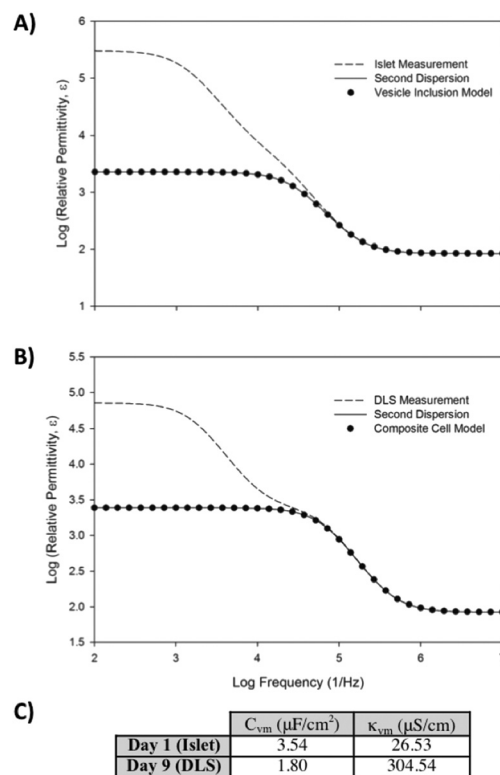 A)
6
5
4
3
2
1
Log (Relative Permittivity, ε)
Islet Measurement
Second Dispersion
Vesicle Inclusion Model
B)
5.5
5.0
4.5
4.0
3.5
3.0
2.5
2.0
1.5
Log (Relative Permittivity, ε)
DLS Measurement
Second Dispersion
Composite Cell Model
2 3 4 5 6 7
Log Frequency (1/Hz)
C)
Cvm (μF/cm²) κvm (μS/cm)
Day 1 (Islet) 3.54 26.53
Day 9 (DLS) 1.80 304.54